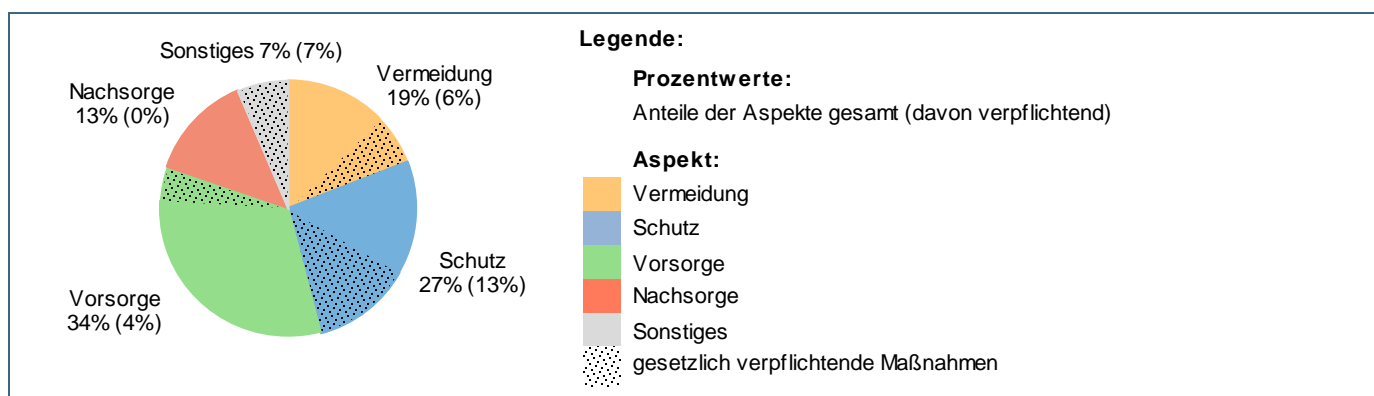 Sonstiges 7% (7%)
Vermeidung
19% (6%)
Nachsorge
13% (0%)
Schutz
27% (13%)
Vorsorge
34% (4%)
Legende:
Prozentwerte:
Anteile der Aspekte gesamt (davon verpflichtend)
Aspekt:
Vermeidung
Schutz
Vorsorge
Nachsorge
Sonstiges
gesetzlich verpflichtende Maßnahmen